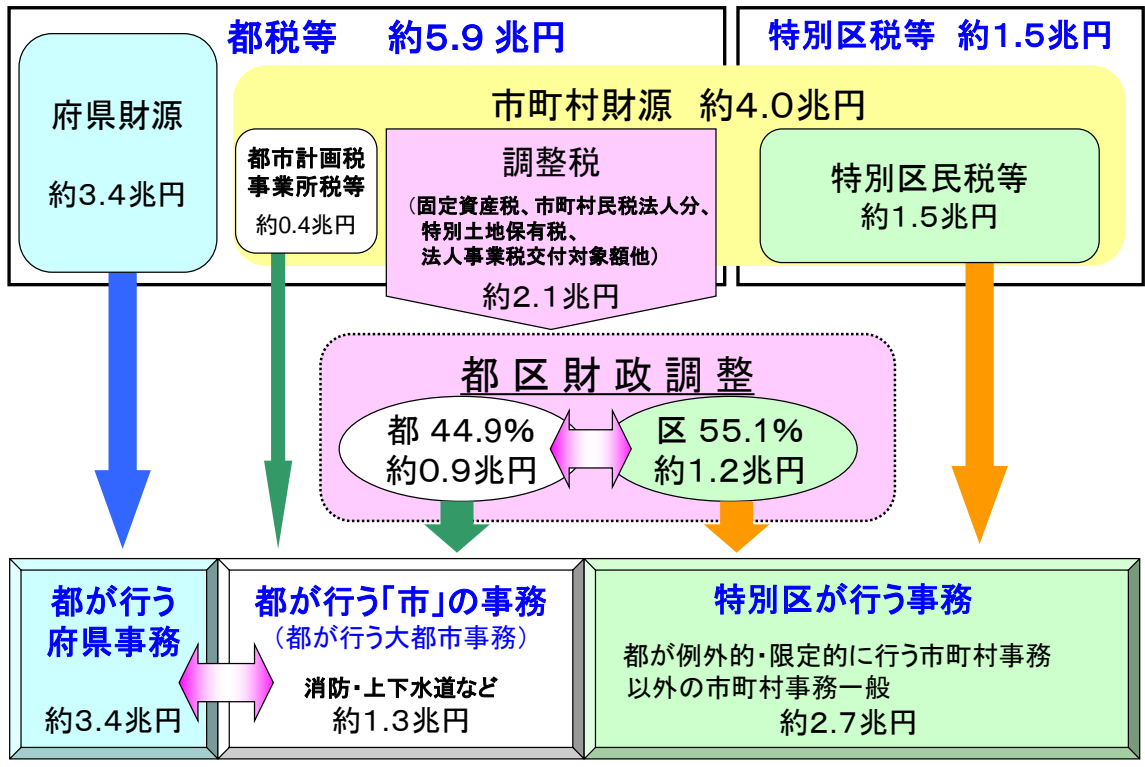 都税等　約5.9 兆円
特別区税等　約1.5兆円
府県財源
約3.4兆円
市町村財源　約4.0兆円
都市計画税
事業所税等
約0.4兆円
調整税
（固定資産税、市町村民税法人分、
特別土地保有税、
法人事業税交付対象額他）
約2.1兆円
特別区民税等
約1.5兆円
都区財政調整
都 44.9%
約0.9兆円
区 55.1%
約1.2兆円
都が行う
府県事務
約3.4兆円
都が行う「市」の事務
（都が行う大都市事務）
消防・上下水道など
約1.3兆円
特別区が行う事務
都が例外的・限定的に行う市町村事務
以外の市町村事務一般
約2.7兆円